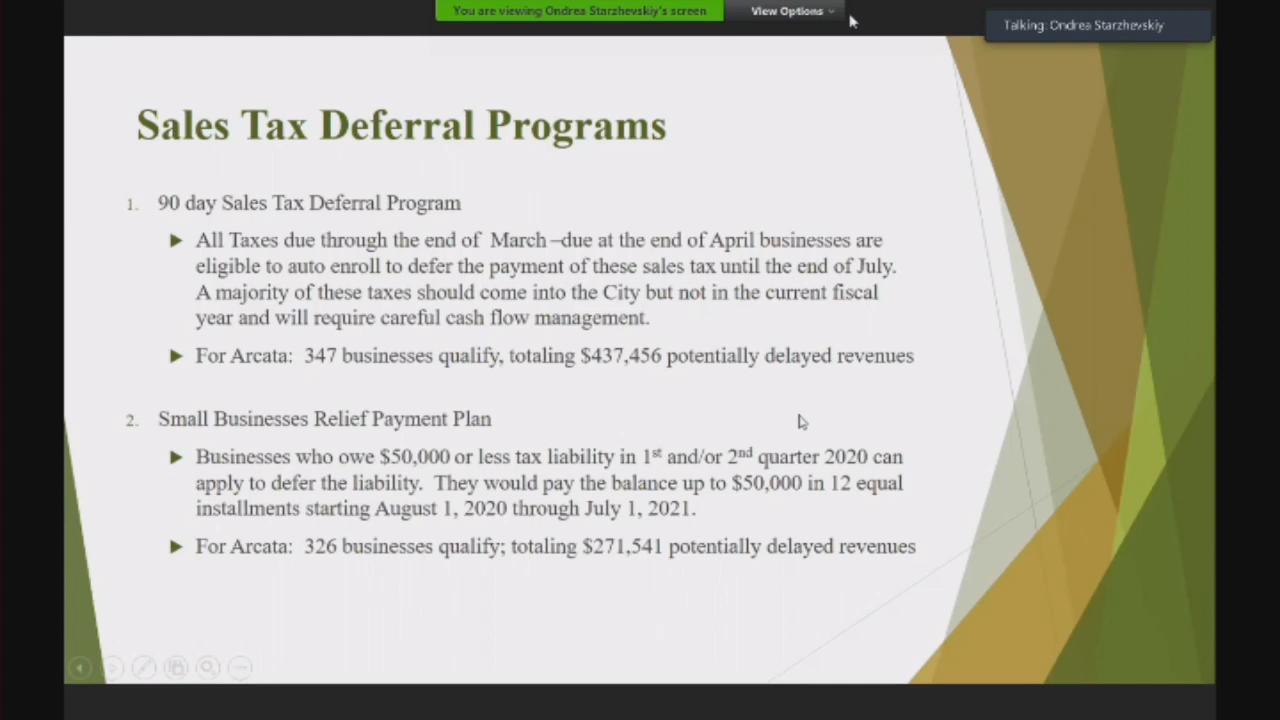 You are viewing Ondrea Starzhevskiy's screen
View Options
Talking: Ondrea Starzhevskiy
Sales Tax Deferral Programs
1. 90 day Sales Tax Deferral Program
All Taxes due through the end of March –due at the end of April businesses are
eligible to auto enroll to defer the payment of these sales tax until the end of July.
A majority of these taxes should come into the City but not in the current fiscal
year and will require careful cash flow management.
For Arcata: 347 businesses qualify, totaling $437,456 potentially delayed revenues
2. Small Businesses Relief Payment Plan
Businesses who owe $50,000 or less tax liability in 1st and/or 2nd quarter 2020 can
apply to defer the liability. They would pay the balance up to $50,000 in 12 equal
installments starting August 1, 2020 through July 1, 2021.
For Arcata: 326 businesses qualify; totaling $271,541 potentially delayed revenues